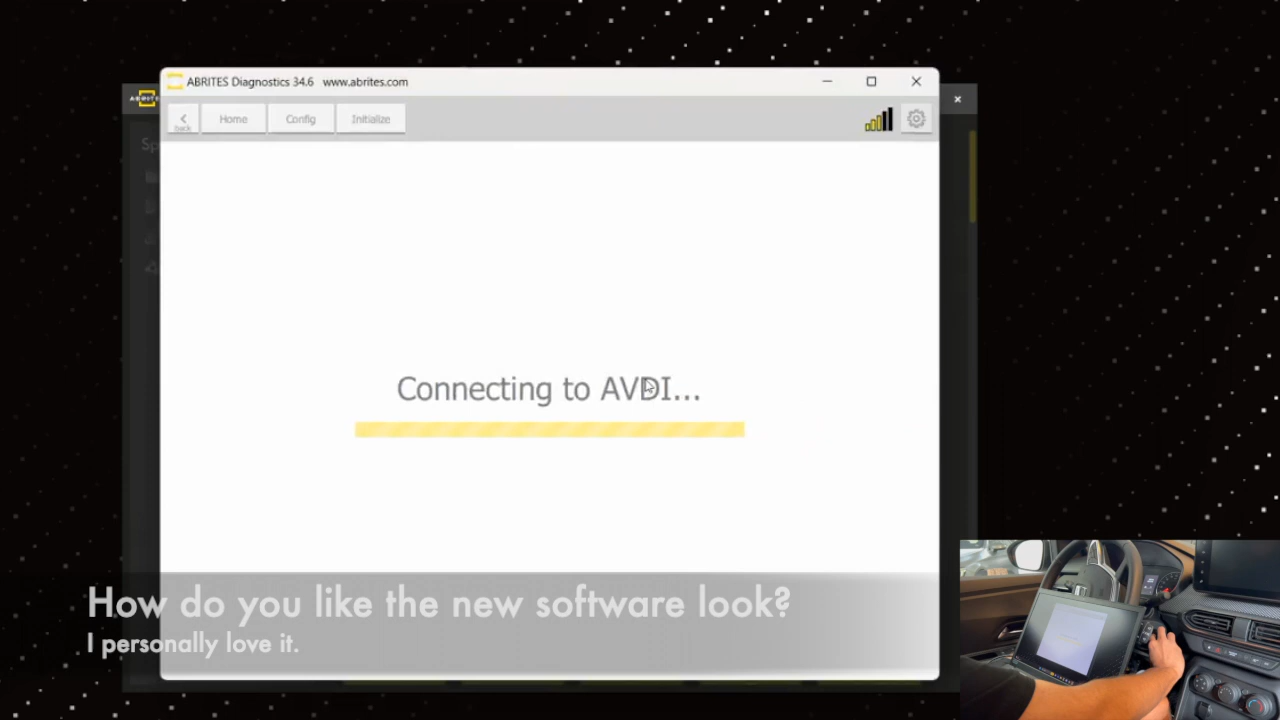 ABRITES Diagnostics 34.6 www.abrites.com
back
Home
Config
Initialize
Connecting to AVDI...
How do you like the new software look?
I personally love it.